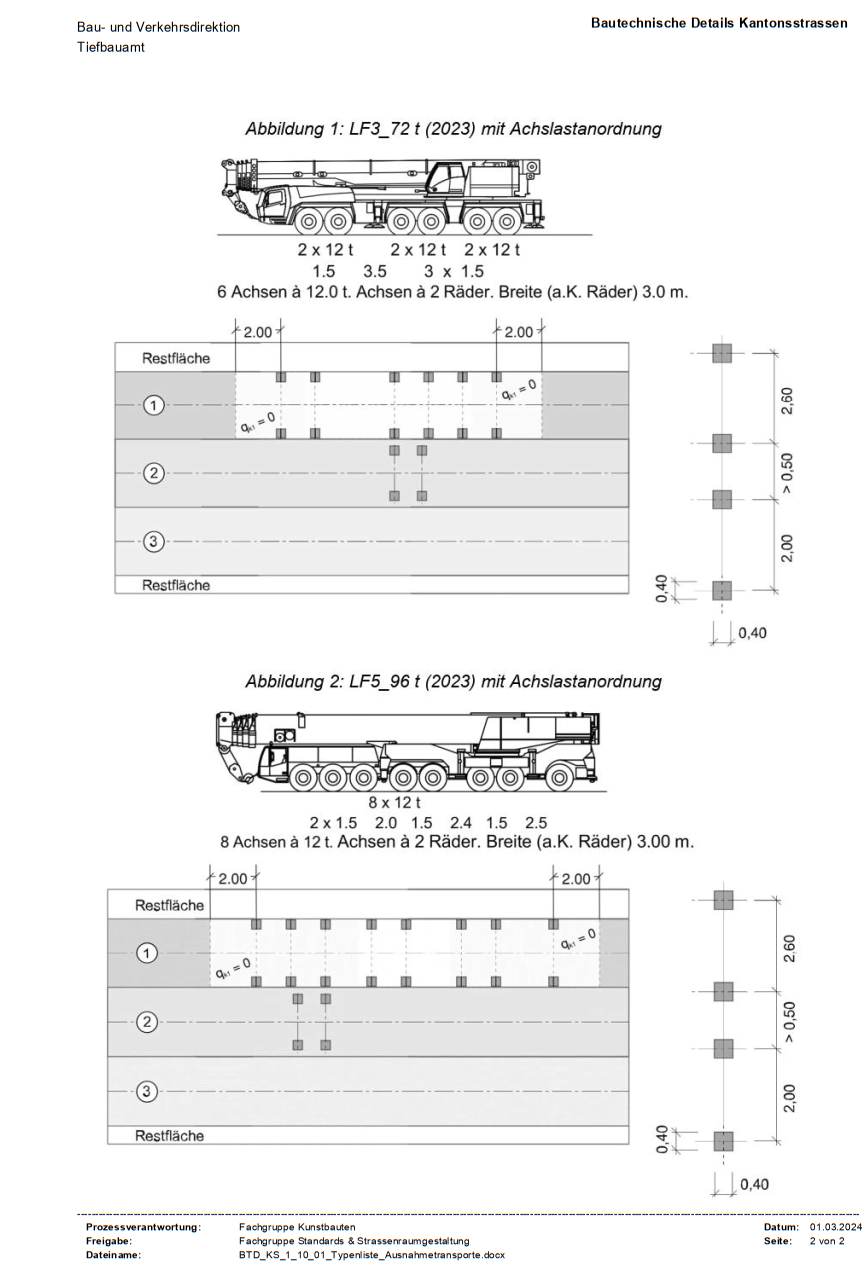 Bau- und Verkehrsdirektion
Bautechnische Details Kantonsstrassen
Tiefbauamt
Abbildung 1: LF3_72 t (2023) mit Achslastanordnung
2 x 12 t 2 x 12 t 2 x 12 t
1.5 3.5 3 x 1.5
6 Achsen à 12.0 t. Achsen à 2 Räder. Breite (a.K. Räder) 3.0 m.
2.00 2.00
Restfläche
1
qk1 = 0
qk1 = 0
2
3
Restfläche
2,60
> 0,50
2,00
0,40
0,40
Abbildung 2: LF5_96 t (2023) mit Achslastanordnung
8 x 12 t
2 x 1.5 2.0 1.5 2.4 1.5 2.5
8 Achsen à 12 t. Achsen à 2 Räder. Breite (a.K. Räder) 3.00 m.
2.00 2.00
Restfläche
1
qk1 = 0
qk1 = 0
2
3
Restfläche
2,60
> 0,50
2,00
0,40
0,40
Prozessverantwortung: Fachgruppe Kunstbauten Datum: 01.03.2024
Freigabe: Fachgruppe Standards & Strassenraumgestaltung Seite: 2 von 2
Dateiname: BTD_KS_1_10_01_Typenliste_Ausnahmetransporte.docx